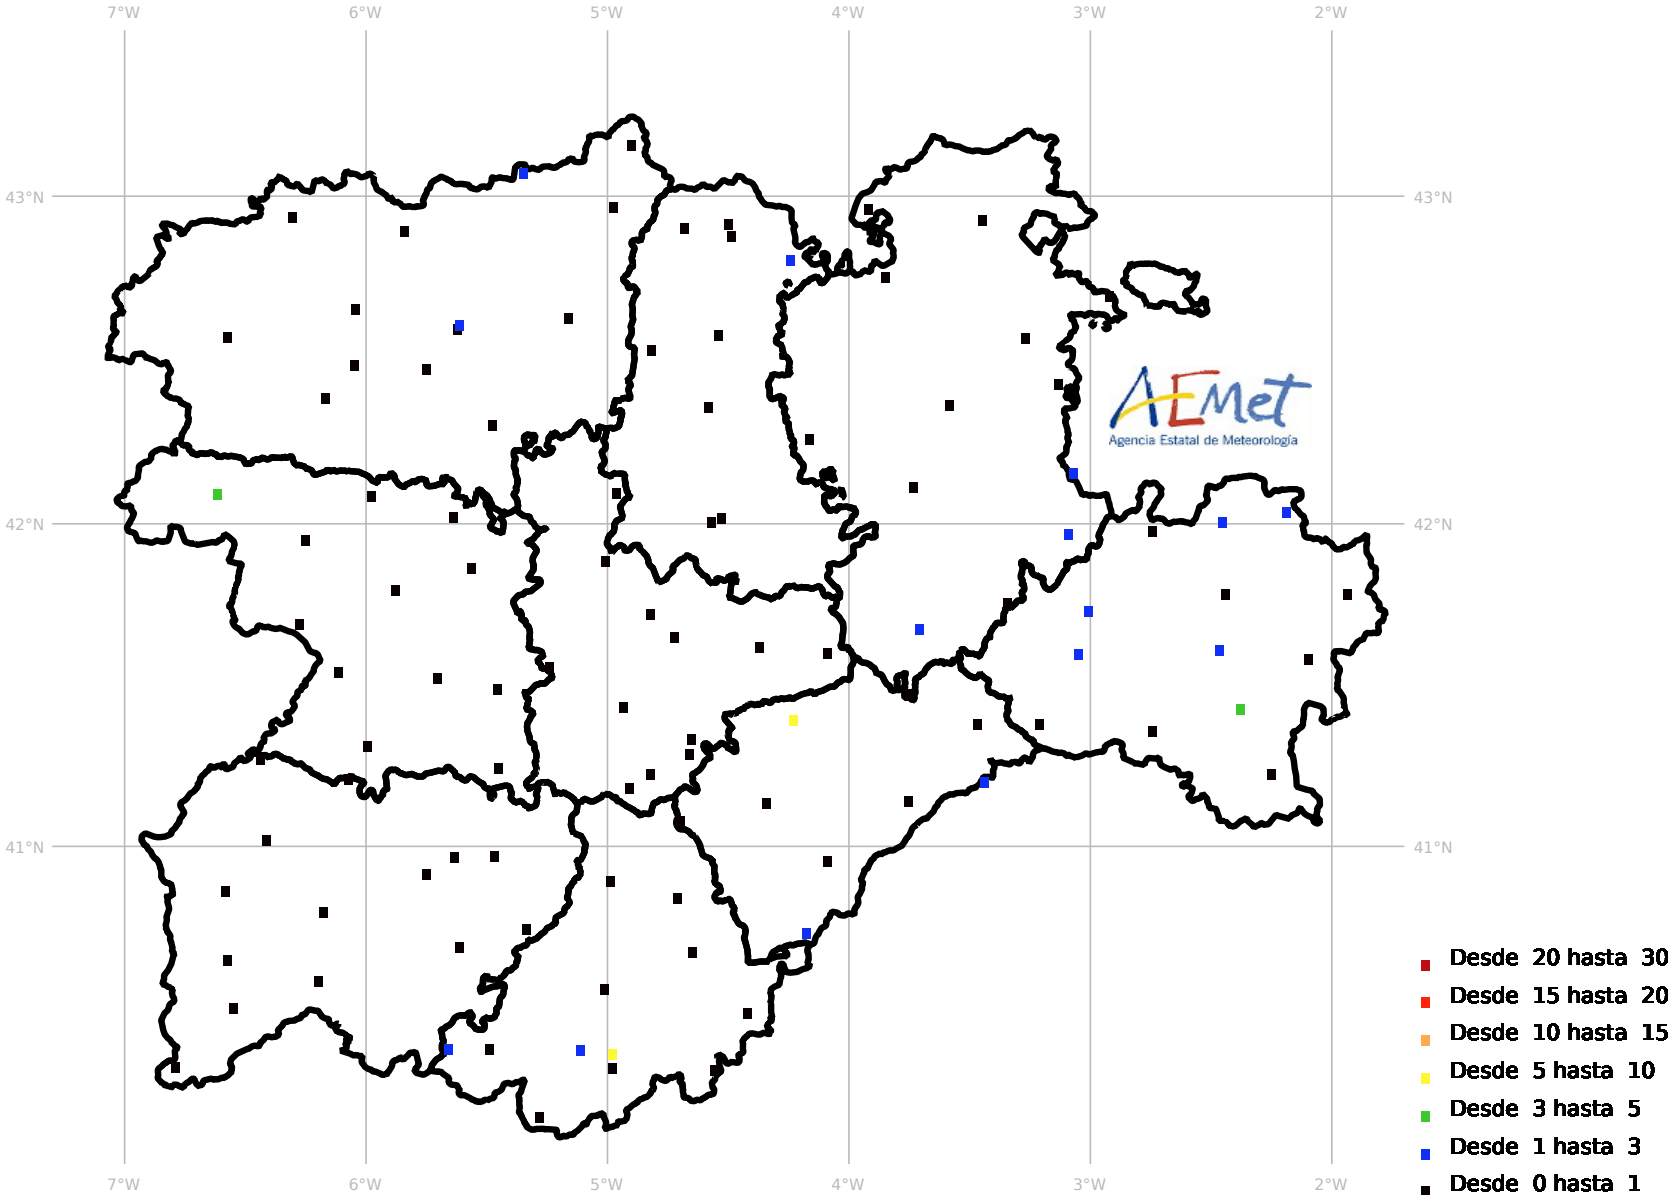 7°W 6°W 5°W 4°W 3°W 2°W
43°N 43°N
AEMet
Agencia Estatal de Meteorología
42°N 42°N
41°N 41°N
Desde 20 hasta 30
Desde 15 hasta 20
Desde 10 hasta 15
Desde 5 hasta 10
Desde 3 hasta 5
Desde 1 hasta 3
Desde 0 hasta 1
7°W 6°W 5°W 4°W 3°W 2°W